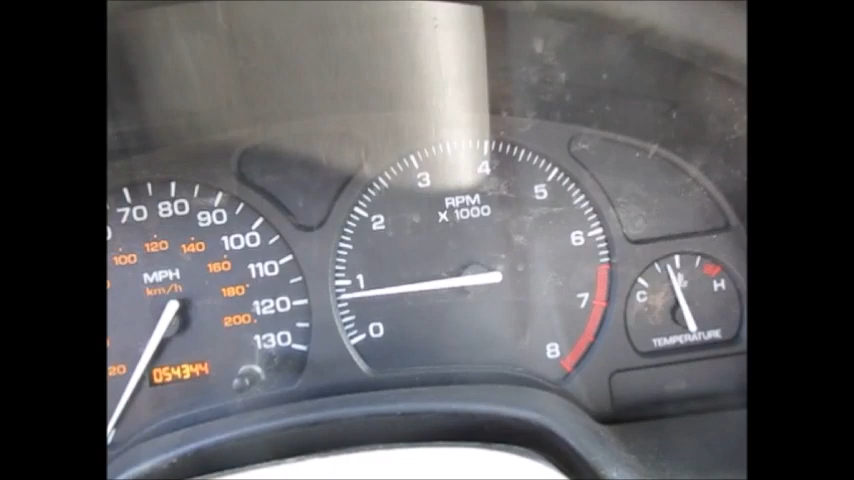 70 80 90 100 110 120 130
100 120 140 160 180 200
MPH
km/h
20
054344
0 1 2 3 4 5 6 7 8
RPM
X 1000
C H
TEMPERATURE